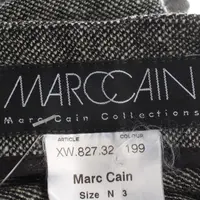 MARCCAIN
Marc Cain Collections
ARTICLE COLOUR
XW.827.32 199
Marc Cain
Size N 3